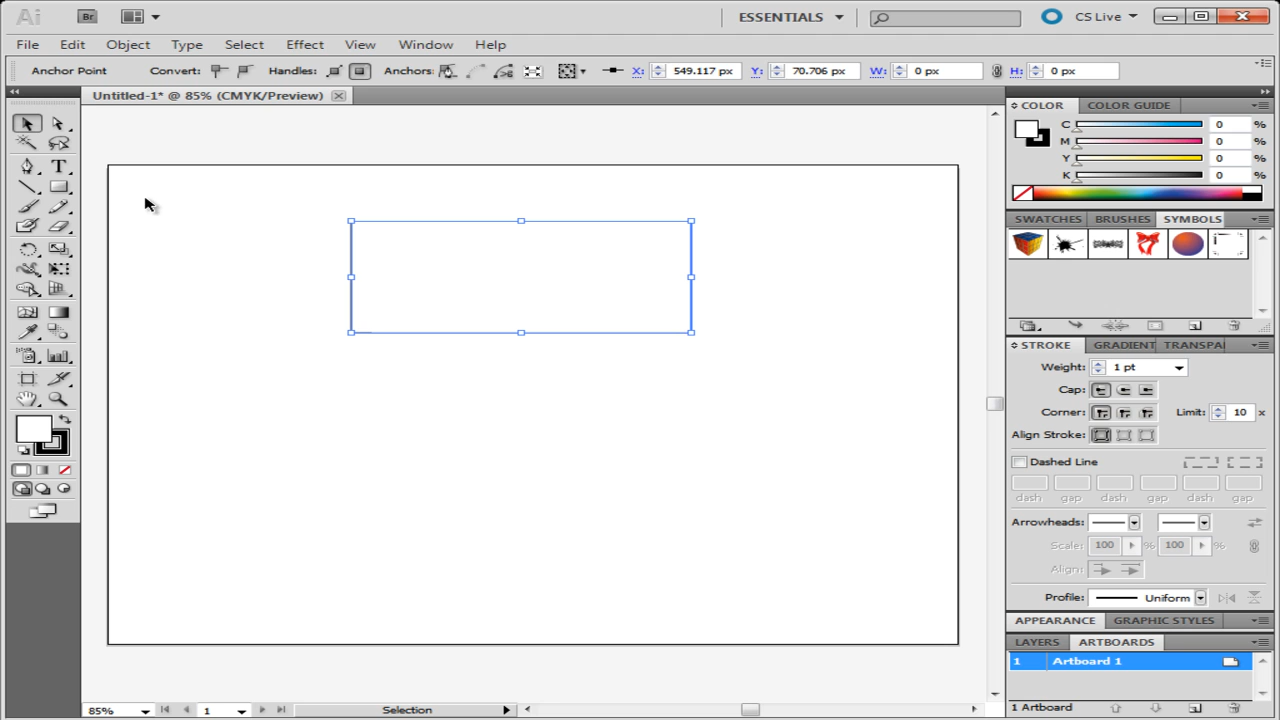 Ai Br ESSENTIALS CS Live
File Edit Object Type Select Effect View Window Help
Anchor Point Convert: Handles: Anchors: X: 549.117 px Y: 70.706 px W: 0 px H: 0 px
Untitled-1* @ 85% (CMYK/Preview)
COLOR COLOR GUIDE
C 0 %
M 0 %
Y 0 %
K 0 %
T
SWATCHES BRUSHES SYMBOLS
STROKE GRADIENT TRANSPA
Weight: 1 pt
Cap:
Corner: Limit: 10 x
Align Stroke:
Dashed Line
dash gap dash gap dash gap
Arrowheads:
Scale: 100 % 100 %
Align:
Profile: Uniform
APPEARANCE GRAPHIC STYLES
LAYERS ARTBOARDS
1 Artboard 1
1 Artboard
85% 1 Selection